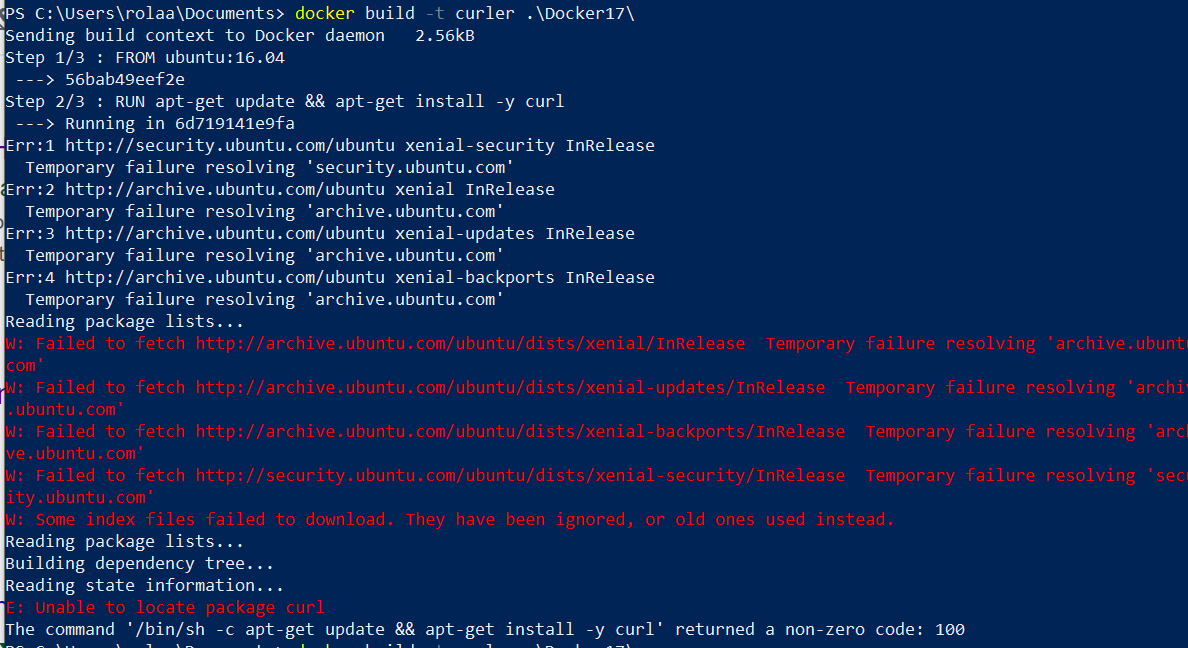 PS C:\Users\rolaa\Documents> docker build -t curler .\Docker17\
Sending build context to Docker daemon   2.56kB
Step 1/3 : FROM ubuntu:16.04
 ---> 56bab49eef2e
Step 2/3 : RUN apt-get update && apt-get install -y curl
 ---> Running in 6d719141e9fa
Err:1 http://security.ubuntu.com/ubuntu xenial-security InRelease
  Temporary failure resolving 'security.ubuntu.com'
Err:2 http://archive.ubuntu.com/ubuntu xenial InRelease
  Temporary failure resolving 'archive.ubuntu.com'
Err:3 http://archive.ubuntu.com/ubuntu xenial-updates InRelease
  Temporary failure resolving 'archive.ubuntu.com'
Err:4 http://archive.ubuntu.com/ubuntu xenial-backports InRelease
  Temporary failure resolving 'archive.ubuntu.com'
Reading package lists...
W: Failed to fetch http://archive.ubuntu.com/ubuntu/dists/xenial/InRelease  Temporary failure resolving 'archive.ubunt
com'
W: Failed to fetch http://archive.ubuntu.com/ubuntu/dists/xenial-updates/InRelease  Temporary failure resolving 'archi
.ubuntu.com'
W: Failed to fetch http://archive.ubuntu.com/ubuntu/dists/xenial-backports/InRelease  Temporary failure resolving 'arc
ve.ubuntu.com'
W: Failed to fetch http://security.ubuntu.com/ubuntu/dists/xenial-security/InRelease  Temporary failure resolving 'sec
ity.ubuntu.com'
W: Some index files failed to download. They have been ignored, or old ones used instead.
Reading package lists...
Building dependency tree...
Reading state information...
E: Unable to locate package curl
The command '/bin/sh -c apt-get update && apt-get install -y curl' returned a non-zero code: 100